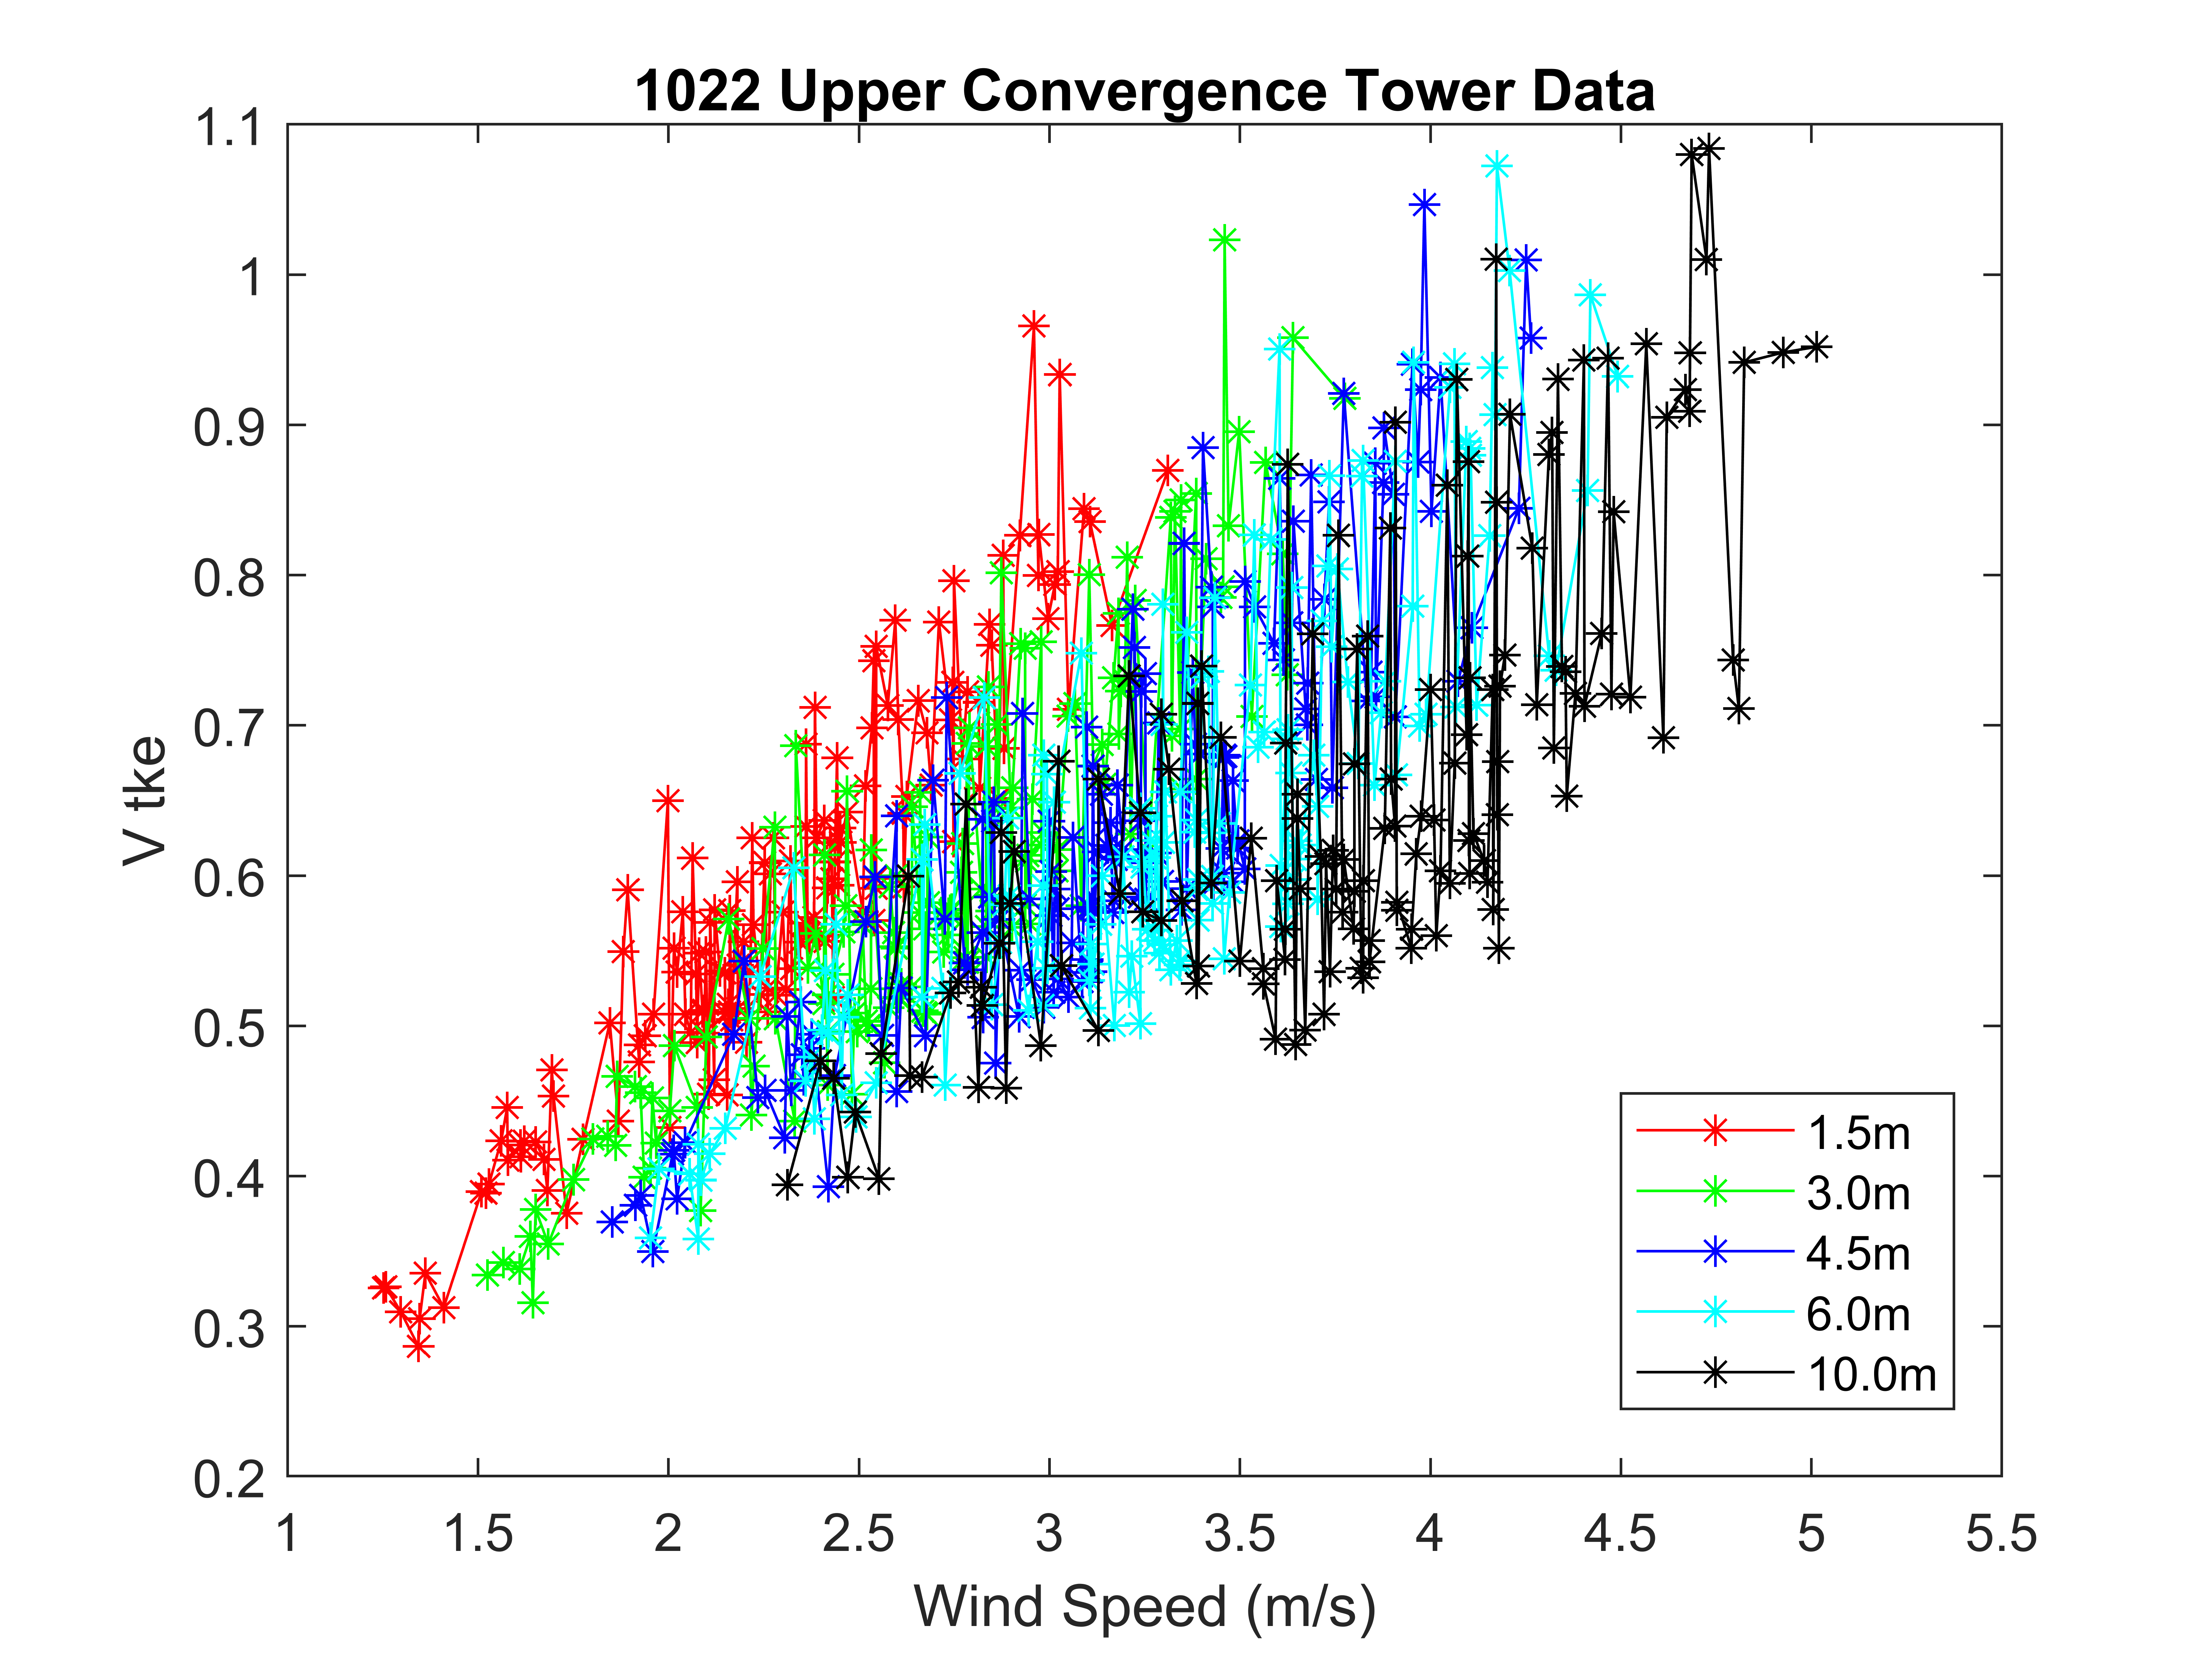 1022 Upper Convergence Tower Data
1.1
1
0.9
0.8
0.7
0.6
0.5
0.4
0.3
0.2
V tke
1.5m
3.0m
4.5m
6.0m
10.0m
1 1.5 2 2.5 3 3.5 4 4.5 5 5.5
Wind Speed (m/s)